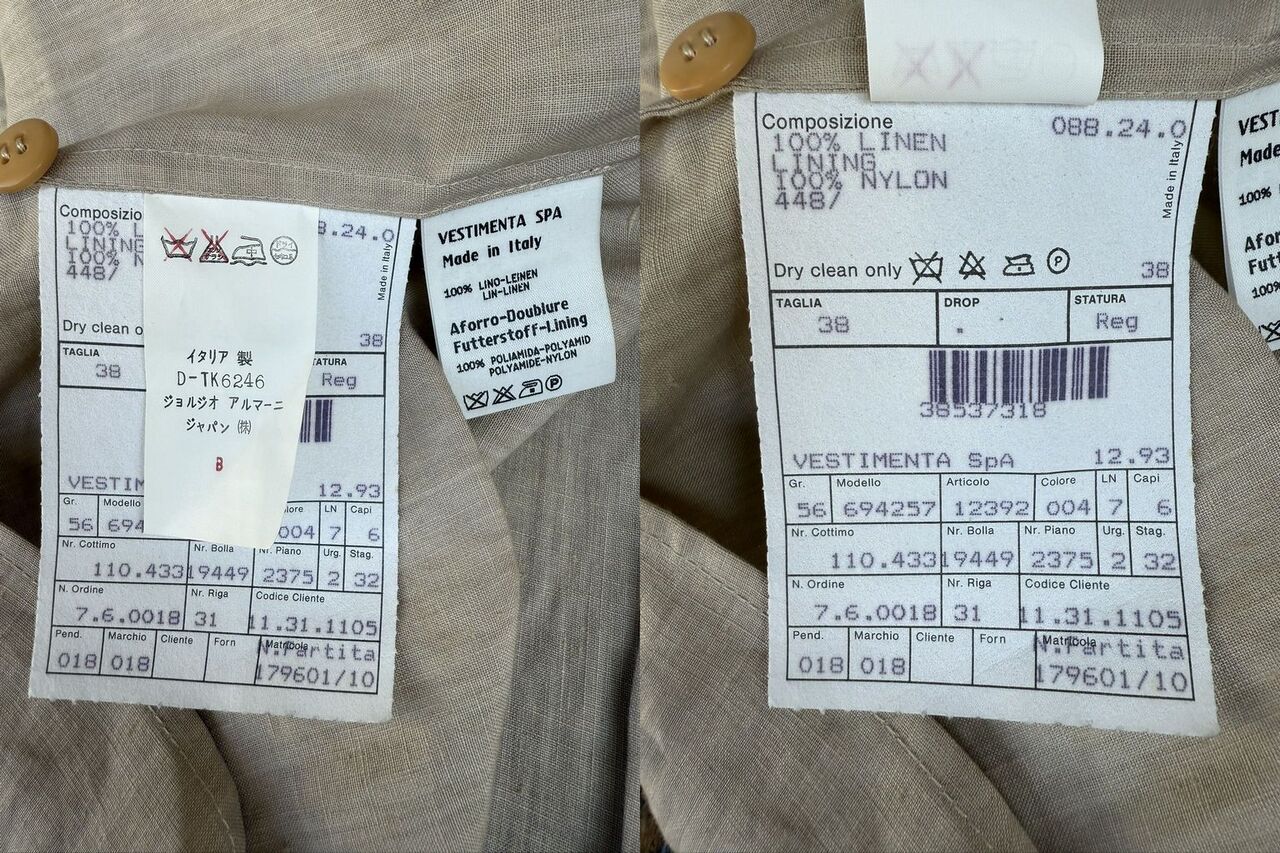 Composizio
100% L
LINING
100% N
448/
8.24.0
Made in Italy
Dry clean o
38
TAGLIA
38
STATURA
Reg
VESTIM
12.93
Gr.
Modello
olore
LN
Capi
56
694
004
7
6
Nr. Cottimo
Nr. Bolla
Nr. Piano
Urg.
Stag.
110.433
19449
2375
2
32
N. Ordine
Nr. Riga
Codice Cliente
7.6.0018
31
11.31.1105
Pend.
Marchio
Cliente
Forn
Matricola
N.Partita
018
018
179601/10
ドライ
イタリア 製
D-TK6246
ジョルジオ アルマーニ
ジャパン ㈱
B
VESTIMENTA SPA
Made in Italy
100% LINO-LEINEN
LIN-LINEN
Aforro-Doublure
Futterstoff-Lining
100% POLIAMIDA-POLYAMID
POLYAMIDE-NYLON
P
Composizione
088.24.0
100% LINEN
LINING
100% NYLON
448/
Made in Italy
Dry clean only
P
38
TAGLIA
DROP
STATURA
38
Reg
38537318
VESTIMENTA SpA
12.93
Gr.
Modello
Articolo
Colore
LN
Capi
56
694257
12392
004
7
6
Nr. Cottimo
Nr. Bolla
Nr. Piano
Urg.
Stag.
110.433
19449
2375
2
32
N. Ordine
Nr. Riga
Codice Cliente
7.6.0018
31
11.31.1105
Pend.
Marchio
Cliente
Forn
Matricola
N.Partita
018
018
179601/10
VEST
Made
100%
Afor
Futt
100%